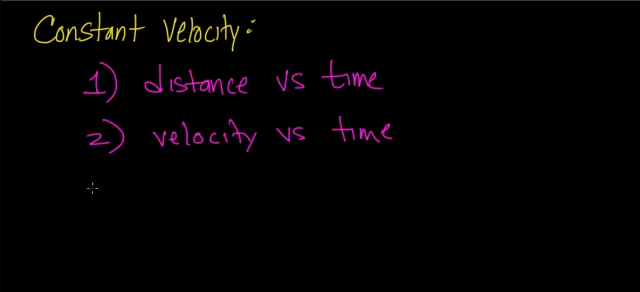 Constant Velocity:
1) distance vs time
2) velocity vs time